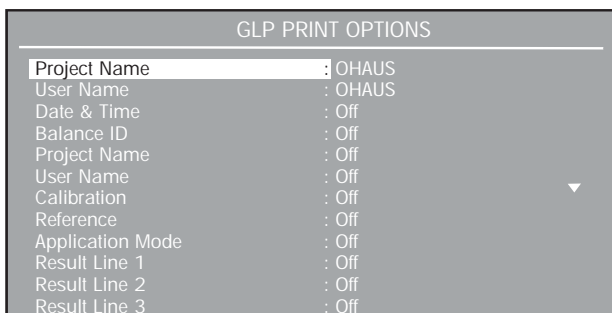 GLP PRINT OPTIONS
Project Name : OHAUS
User Name : OHAUS
Date & Time : Off
Balance ID : Off
Project Name : Off
User Name : Off
Calibration : Off
Reference : Off
Application Mode : Off
Result Line 1 : Off
Result Line 2 : Off
Result Line 3 : Off